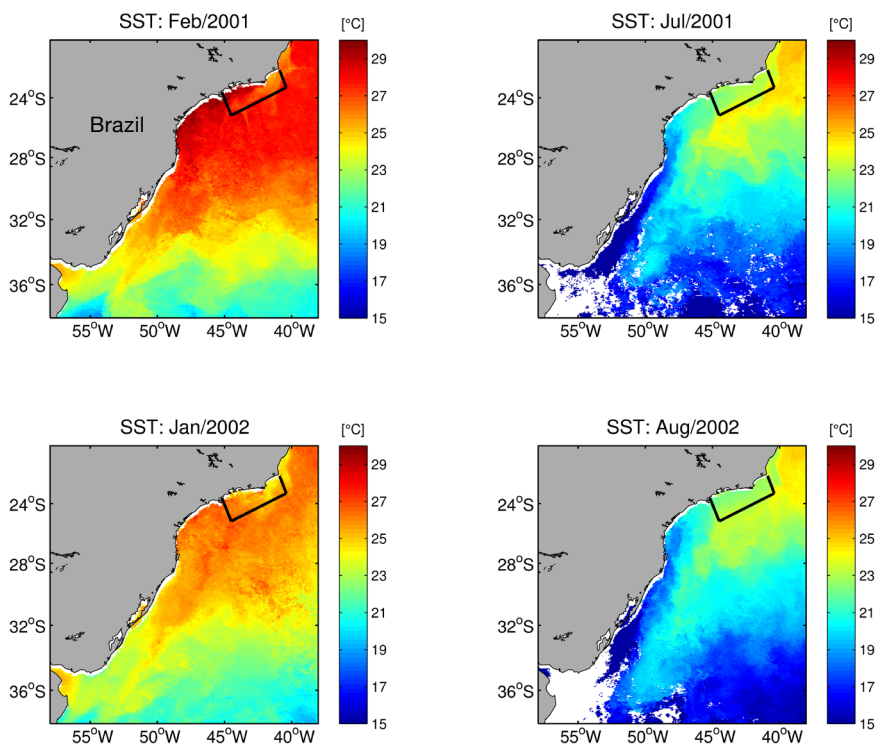 SST: Feb/2001 [°C]
29
27
25
23
21
19
17
15
24°S
28°S
32°S
36°S
Brazil
55°W 50°W 45°W 40°W
SST: Jul/2001 [°C]
29
27
25
23
21
19
17
15
24°S
28°S
32°S
36°S
55°W 50°W 45°W 40°W
SST: Jan/2002 [°C]
29
27
25
23
21
19
17
15
24°S
28°S
32°S
36°S
55°W 50°W 45°W 40°W
SST: Aug/2002 [°C]
29
27
25
23
21
19
17
15
24°S
28°S
32°S
36°S
55°W 50°W 45°W 40°W